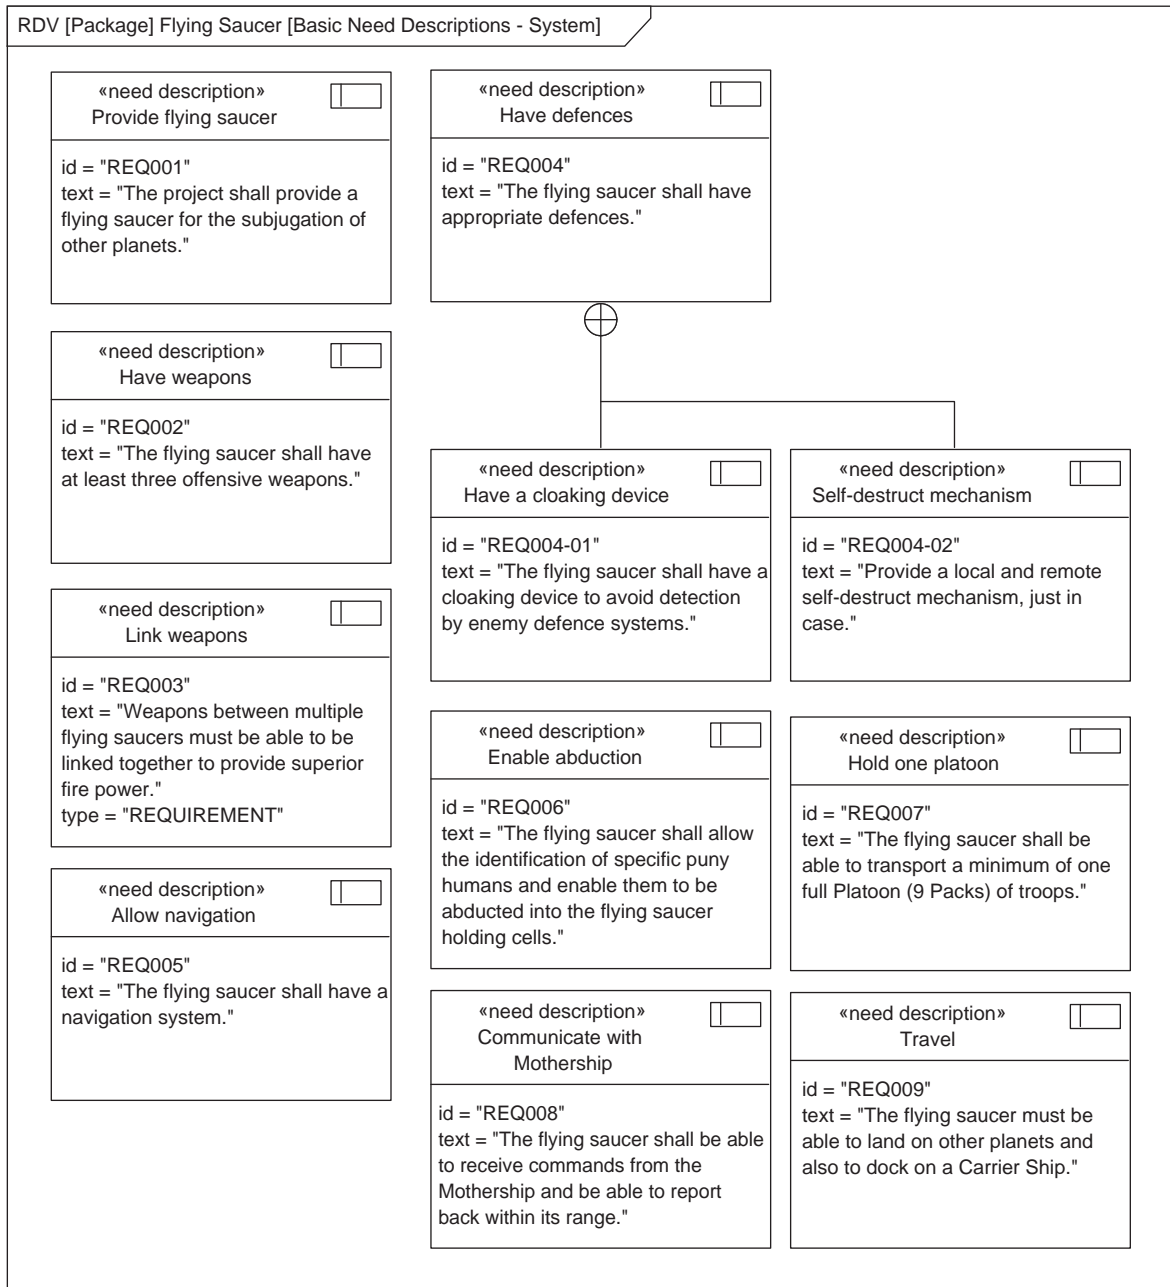 RDV [Package] Flying Saucer [Basic Need Descriptions - System]
«need description»
Provide flying saucer
id = "REQ001"
text = "The project shall provide a
flying saucer for the subjugation of
other planets."
«need description»
Have defences
id = "REQ004"
text = "The flying saucer shall have
appropriate defences."
«need description»
Have weapons
id = "REQ002"
text = "The flying saucer shall have
at least three offensive weapons."
«need description»
Have a cloaking device
id = "REQ004-01"
text = "The flying saucer shall have a
cloaking device to avoid detection
by enemy defence systems."
«need description»
Self-destruct mechanism
id = "REQ004-02"
text = "Provide a local and remote
self-destruct mechanism, just in
case."
«need description»
Link weapons
id = "REQ003"
text = "Weapons between multiple
flying saucers must be able to be
linked together to provide superior
fire power."
type = "REQUIREMENT"
«need description»
Enable abduction
id = "REQ006"
text = "The flying saucer shall allow
the identification of specific puny
humans and enable them to be
abducted into the flying saucer
holding cells."
«need description»
Hold one platoon
id = "REQ007"
text = "The flying saucer shall be
able to transport a minimum of one
full Platoon (9 Packs) of troops."
«need description»
Allow navigation
id = "REQ005"
text = "The flying saucer shall have a
navigation system."
«need description»
Communicate with
Mothership
id = "REQ008"
text = "The flying saucer shall be able
to receive commands from the
Mothership and be able to report
back within its range."
«need description»
Travel
id = "REQ009"
text = "The flying saucer must be
able to land on other planets and
also to dock on a Carrier Ship."